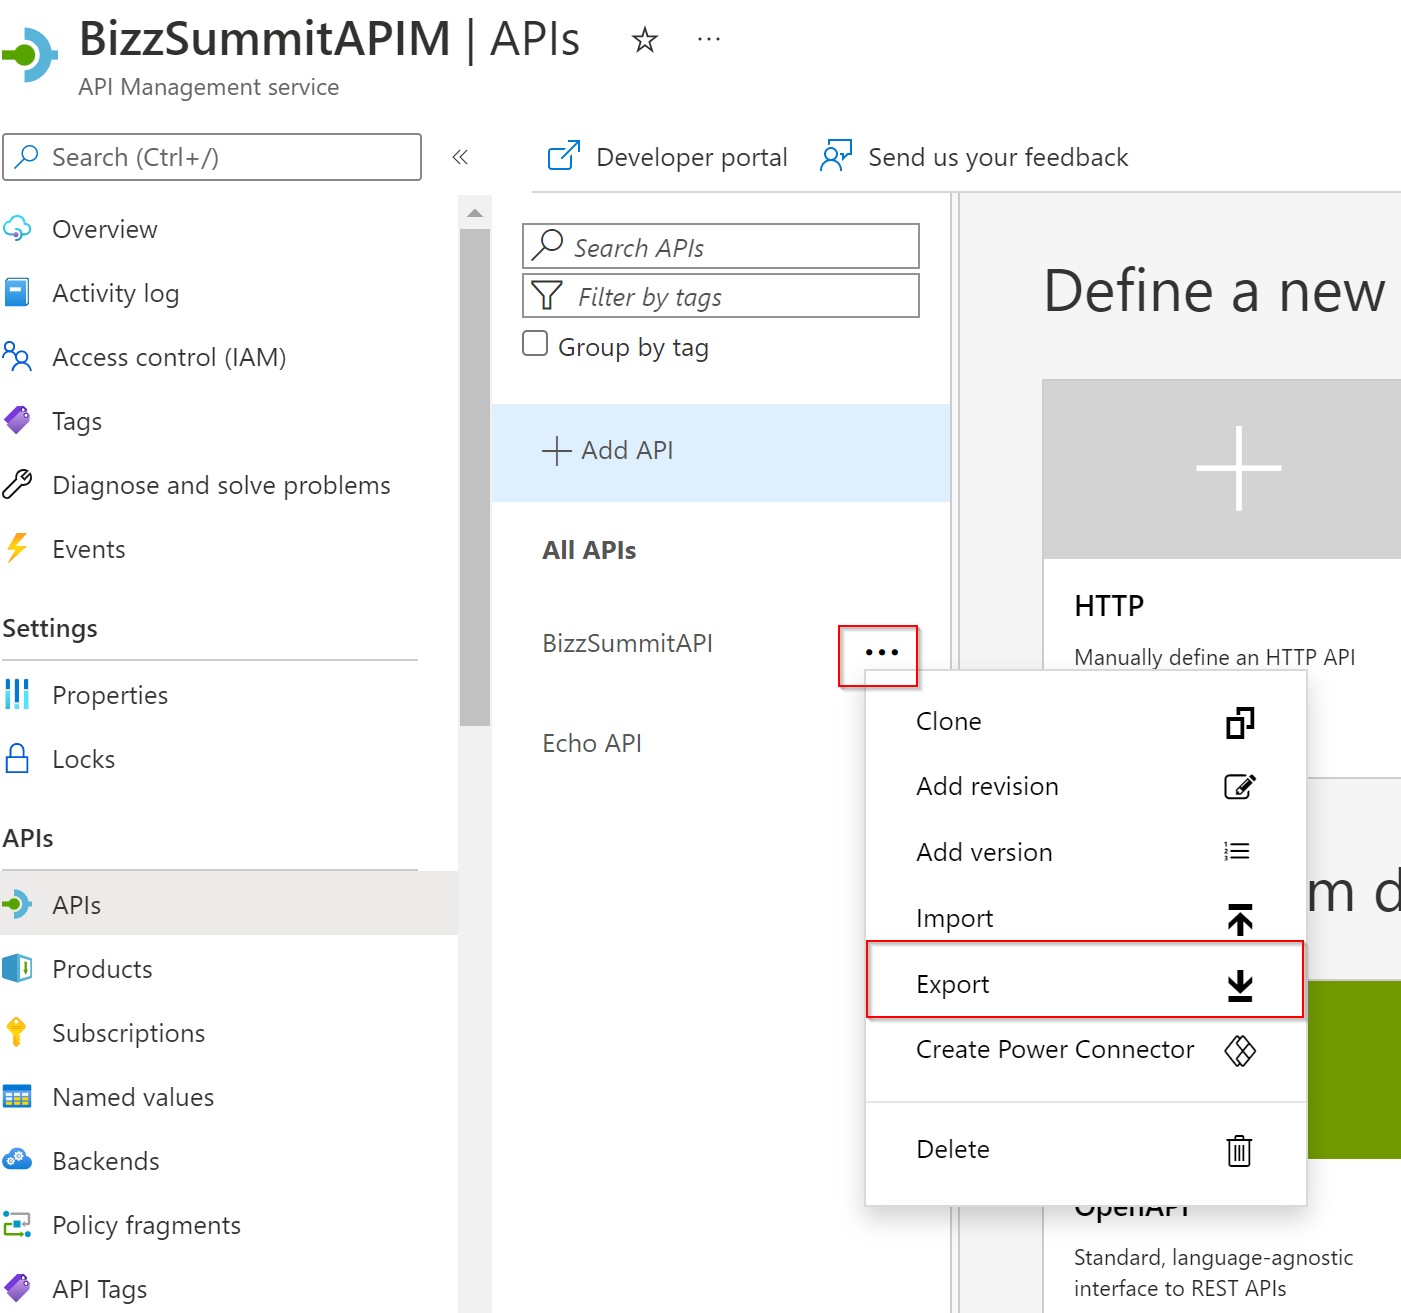 BizzSummitAPIM | APIs
API Management service
Search (Ctrl+/)
Overview
Activity log
Access control (IAM)
Tags
Diagnose and solve problems
Events
Settings
Properties
Locks
APIs
APIs
Products
Subscriptions
Named values
Backends
Policy fragments
API Tags
Developer portal
Send us your feedback
Search APIs
Filter by tags
Group by tag
Add API
All APIs
BizzSummitAPI
Echo API
Clone
Add revision
Add version
Import
Export
Create Power Connector
Delete
Define a new
HTTP
Manually define an HTTP API
m d
OpenAPI
Standard, language-agnostic
interface to REST APIs